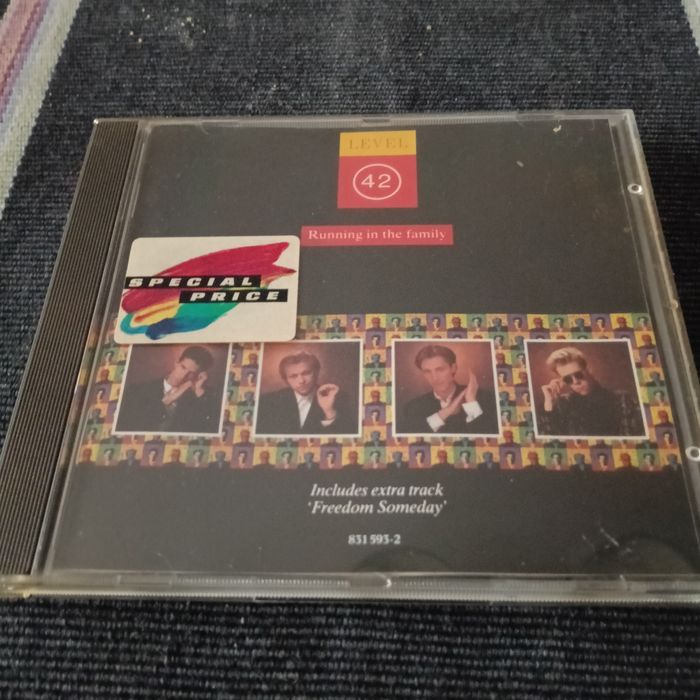 LEVEL
42
Running in the family
SPECIAL
PRICE
Includes extra track
'Freedom Someday'
831 593-2